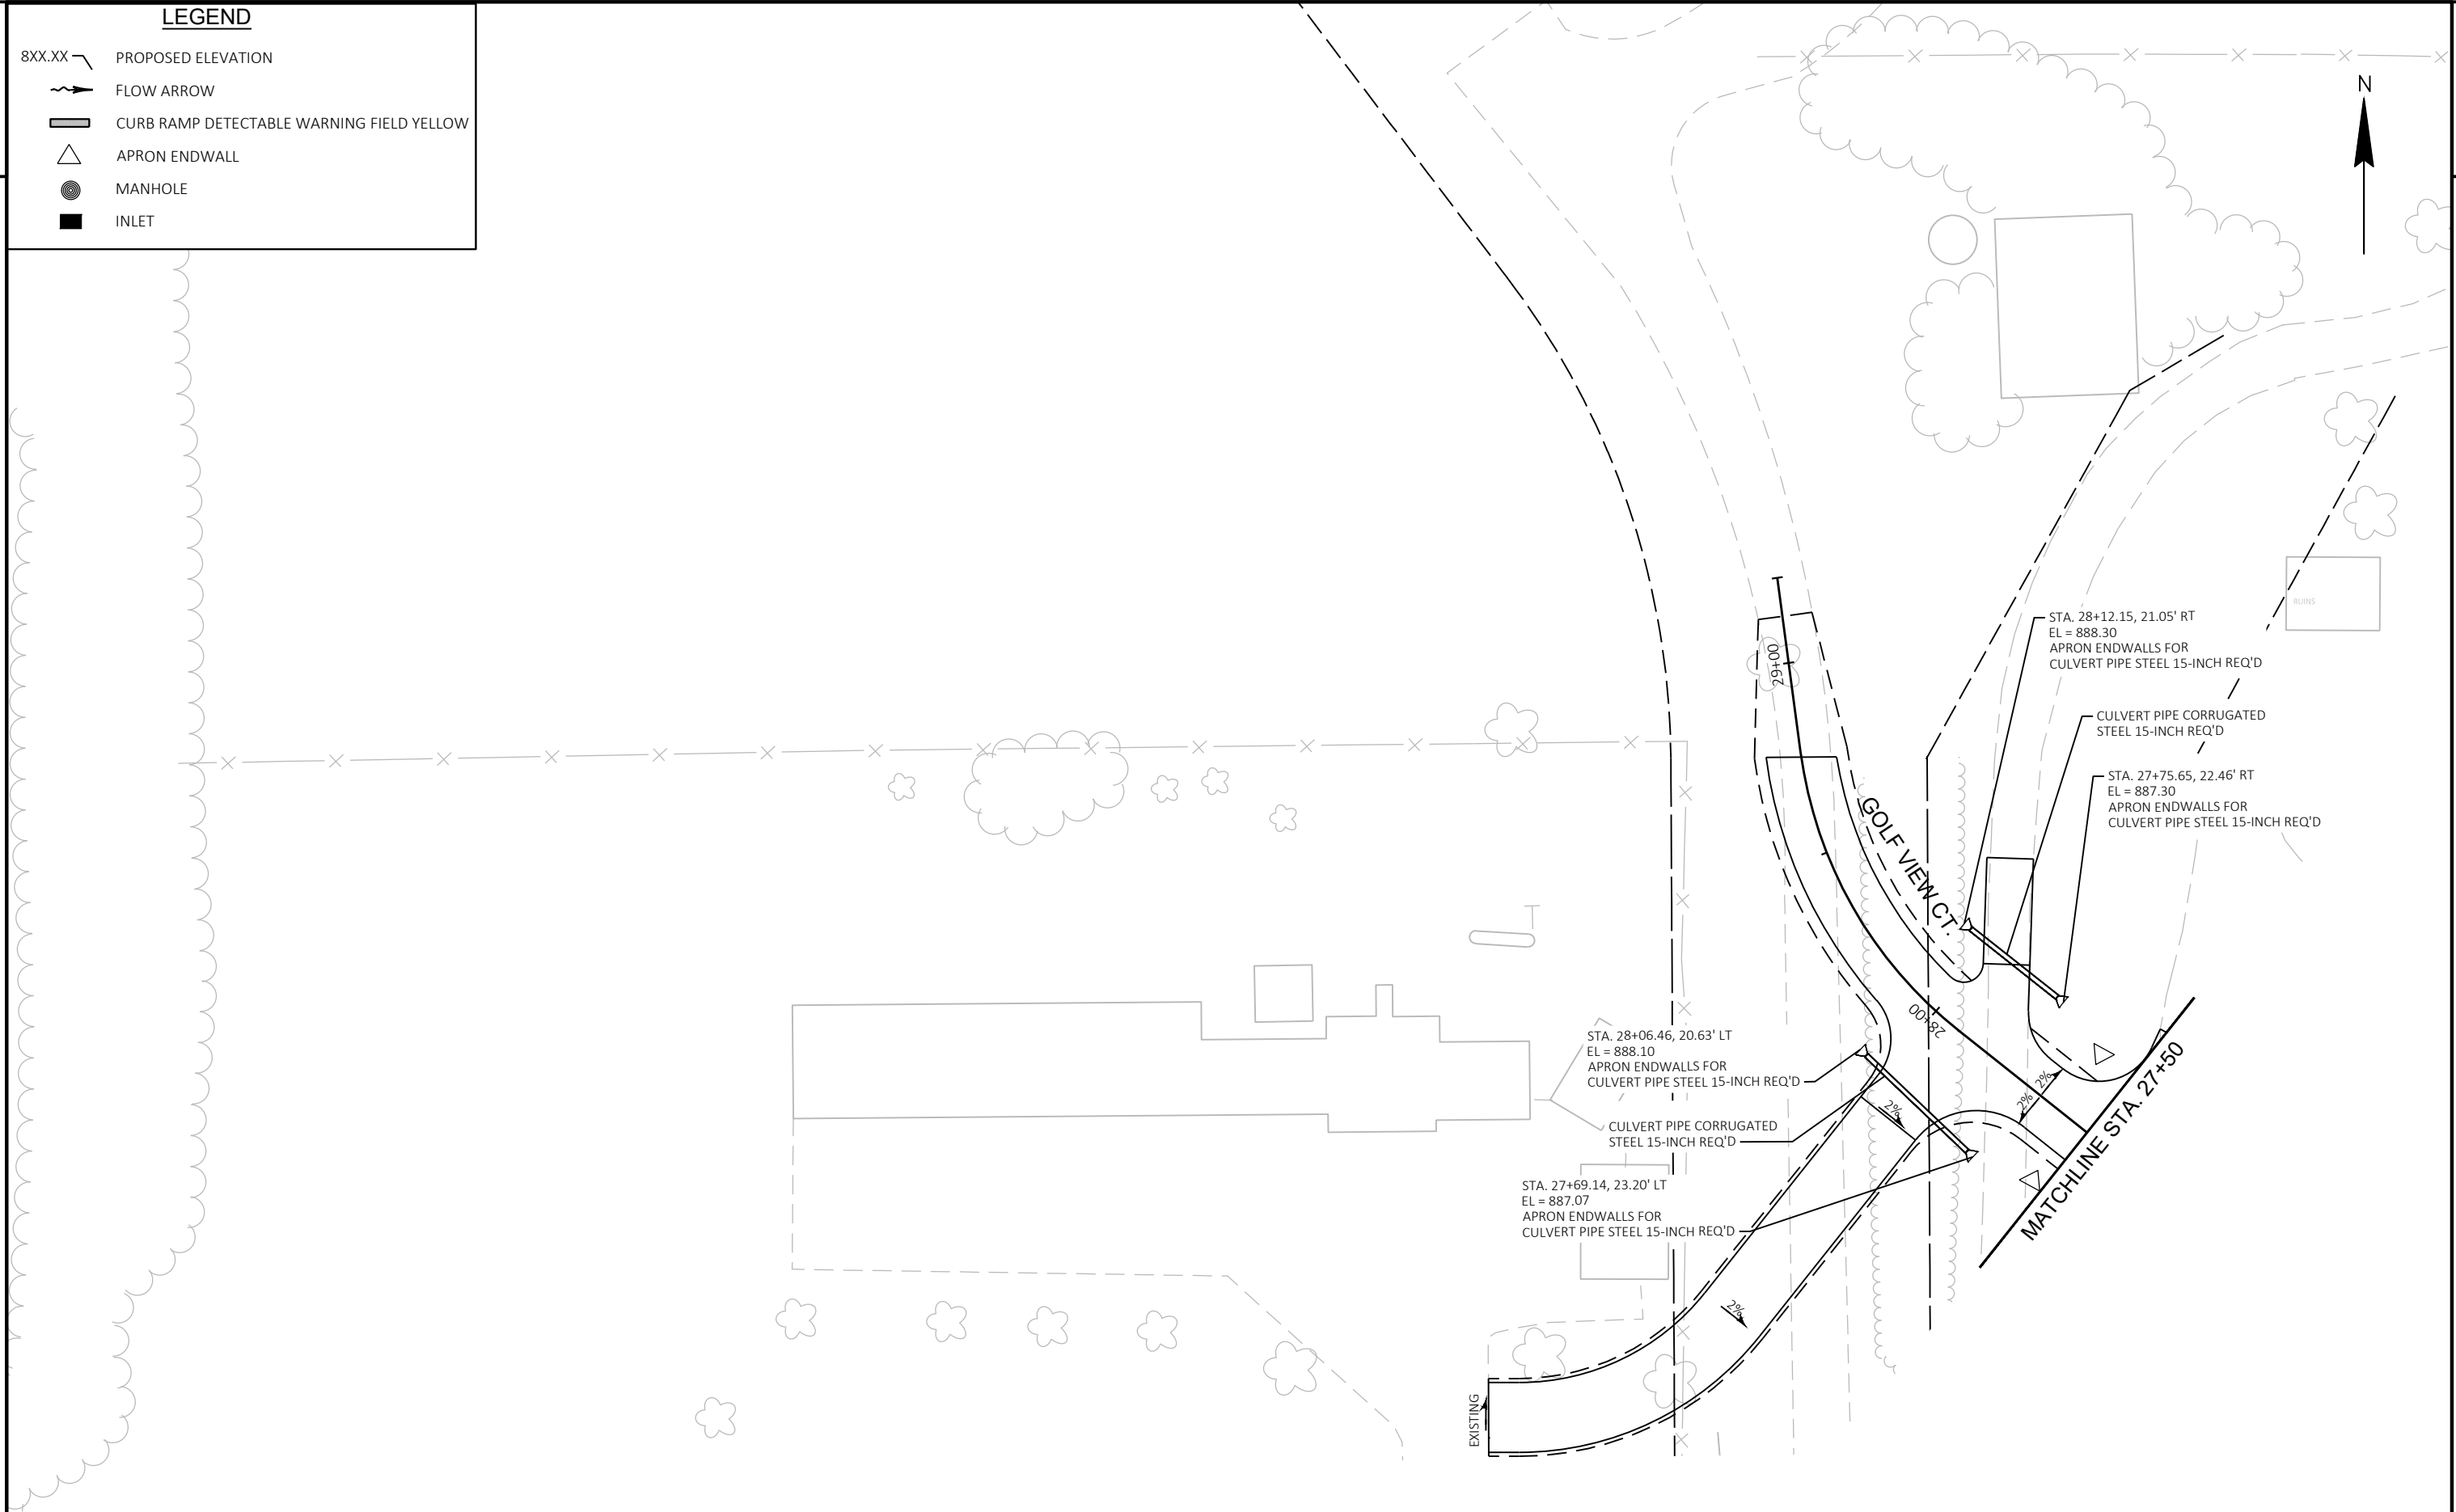 LEGEND
8XX.XX PROPOSED ELEVATION
FLOW ARROW
CURB RAMP DETECTABLE WARNING FIELD YELLOW
APRON ENDWALL
MANHOLE
INLET
N
RUINS
STA. 28+12.15, 21.05' RT
EL = 888.30
APRON ENDWALLS FOR
CULVERT PIPE STEEL 15-INCH REQ'D
29+00
CULVERT PIPE CORRUGATED
STEEL 15-INCH REQ'D
STA. 27+75.65, 22.46' RT
EL = 887.30
APRON ENDWALLS FOR
CULVERT PIPE STEEL 15-INCH REQ'D
GOLF VIEW CT.
28+00
STA. 28+06.46, 20.63' LT
EL = 888.10
APRON ENDWALLS FOR
CULVERT PIPE STEEL 15-INCH REQ'D
2%
2%
2%
MATCHLINE STA. 27+50
CULVERT PIPE CORRUGATED
STEEL 15-INCH REQ'D
STA. 27+69.14, 23.20' LT
EL = 887.07
APRON ENDWALLS FOR
CULVERT PIPE STEEL 15-INCH REQ'D
2%
EXISTING